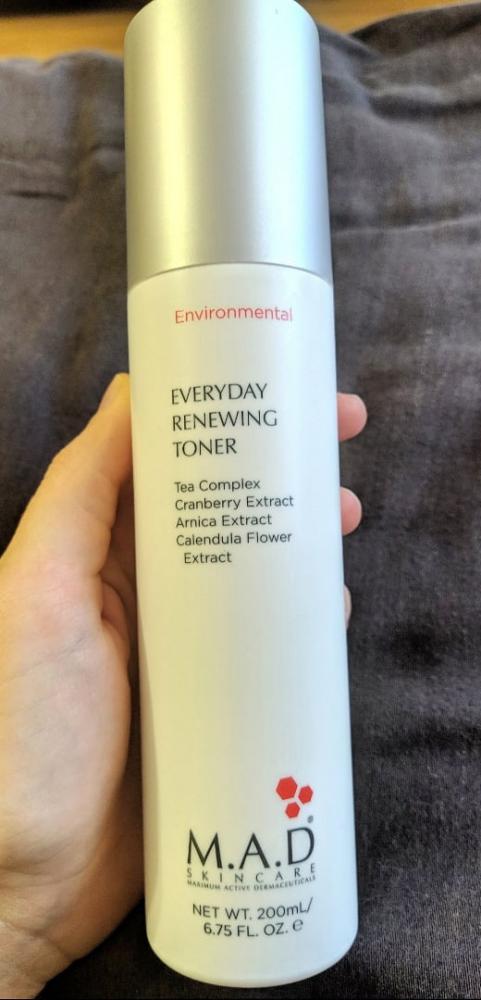 Environmental
EVERYDAY
RENEWING
TONER
Tea Complex
Cranberry Extract
Arnica Extract
Calendula Flower
Extract
M.A.D®
SKINCARE
MAXIMUM ACTIVE DERMACEUTICALS
NET WT. 200mL/
6.75 FL. OZ. e